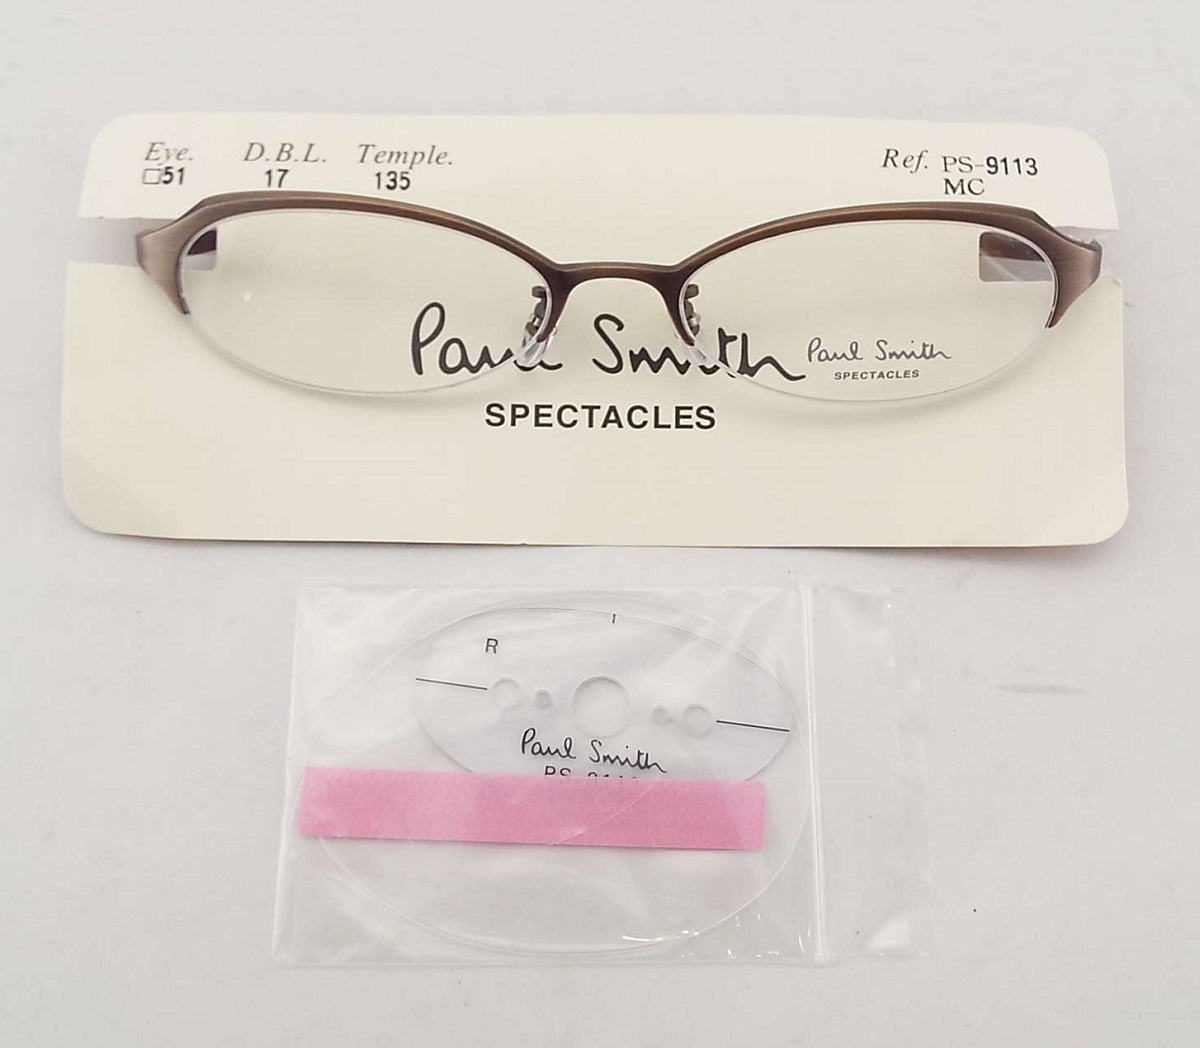 Eye. D.B.L. Temple. Ref. PS-9113
□51 17 135 MC
Paul Smith
SPECTACLES
Paul Smith
SPECTACLES
R
Paul Smith